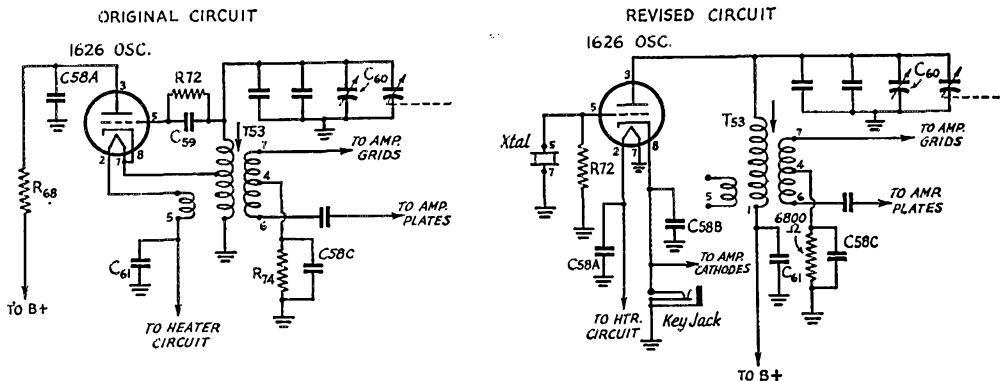 ORIGINAL CIRCUIT
1626 OSC.
C58A
3
R72
C60
5
C59
2
7
8
T53
7
TO AMP.
GRIDS
4
R68
5
6
TO AMP.
PLATES
C61
R74
C58C
TO B+
TO HEATER
CIRCUIT
REVISED CIRCUIT
1626 OSC.
3
C60
5
Xtal
5
7
R72
2
7
8
T53
7
TO AMP.
GRIDS
4
5
1
6
TO AMP.
PLATES
6800
Ω
C58B
C58A
C58C
C61
TO AMP.
CATHODES
TO HTR.
CIRCUIT
Key Jack
TO B+